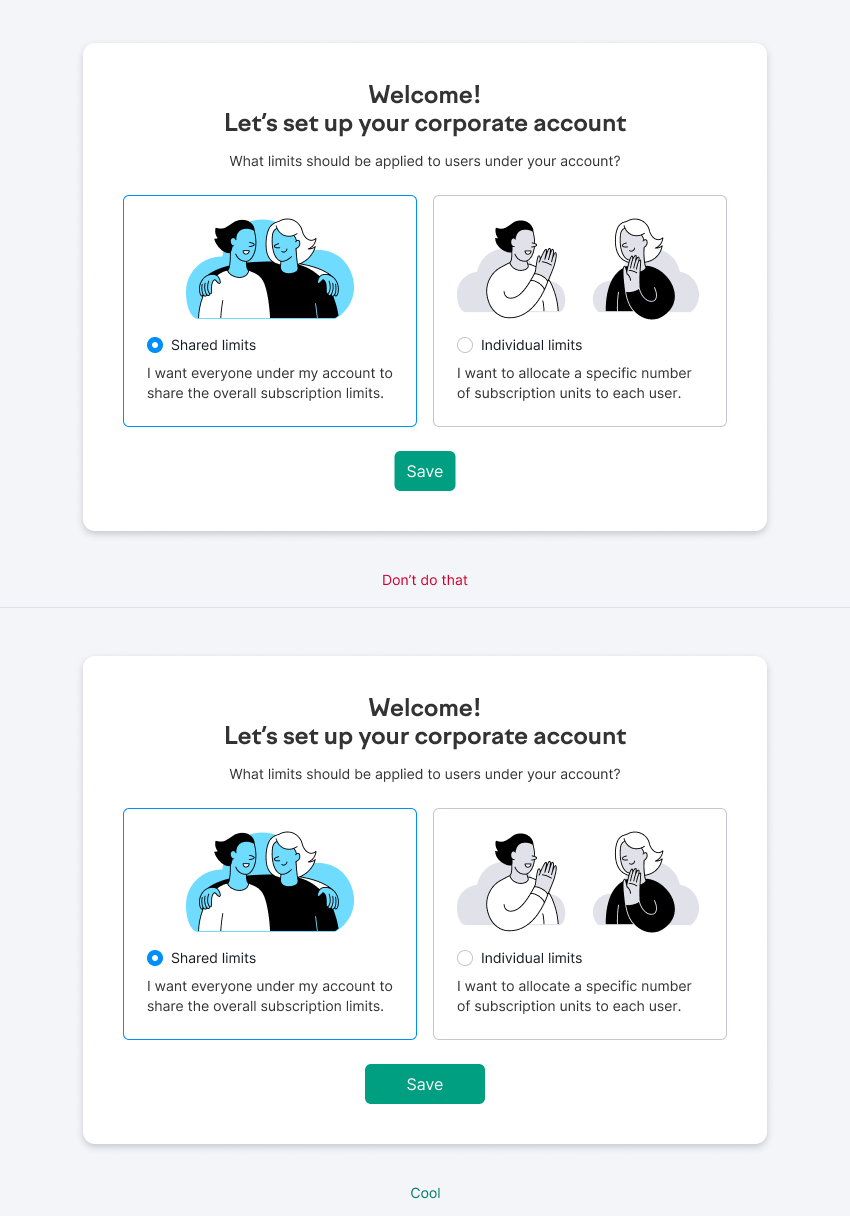 Welcome!
Let’s set up your corporate account
What limits should be applied to users under your account?
Shared limits
I want everyone under my account to
share the overall subscription limits.
Individual limits
I want to allocate a specific number
of subscription units to each user.
Save
Don’t do that
Welcome!
Let’s set up your corporate account
What limits should be applied to users under your account?
Shared limits
I want everyone under my account to
share the overall subscription limits.
Individual limits
I want to allocate a specific number
of subscription units to each user.
Save
Cool